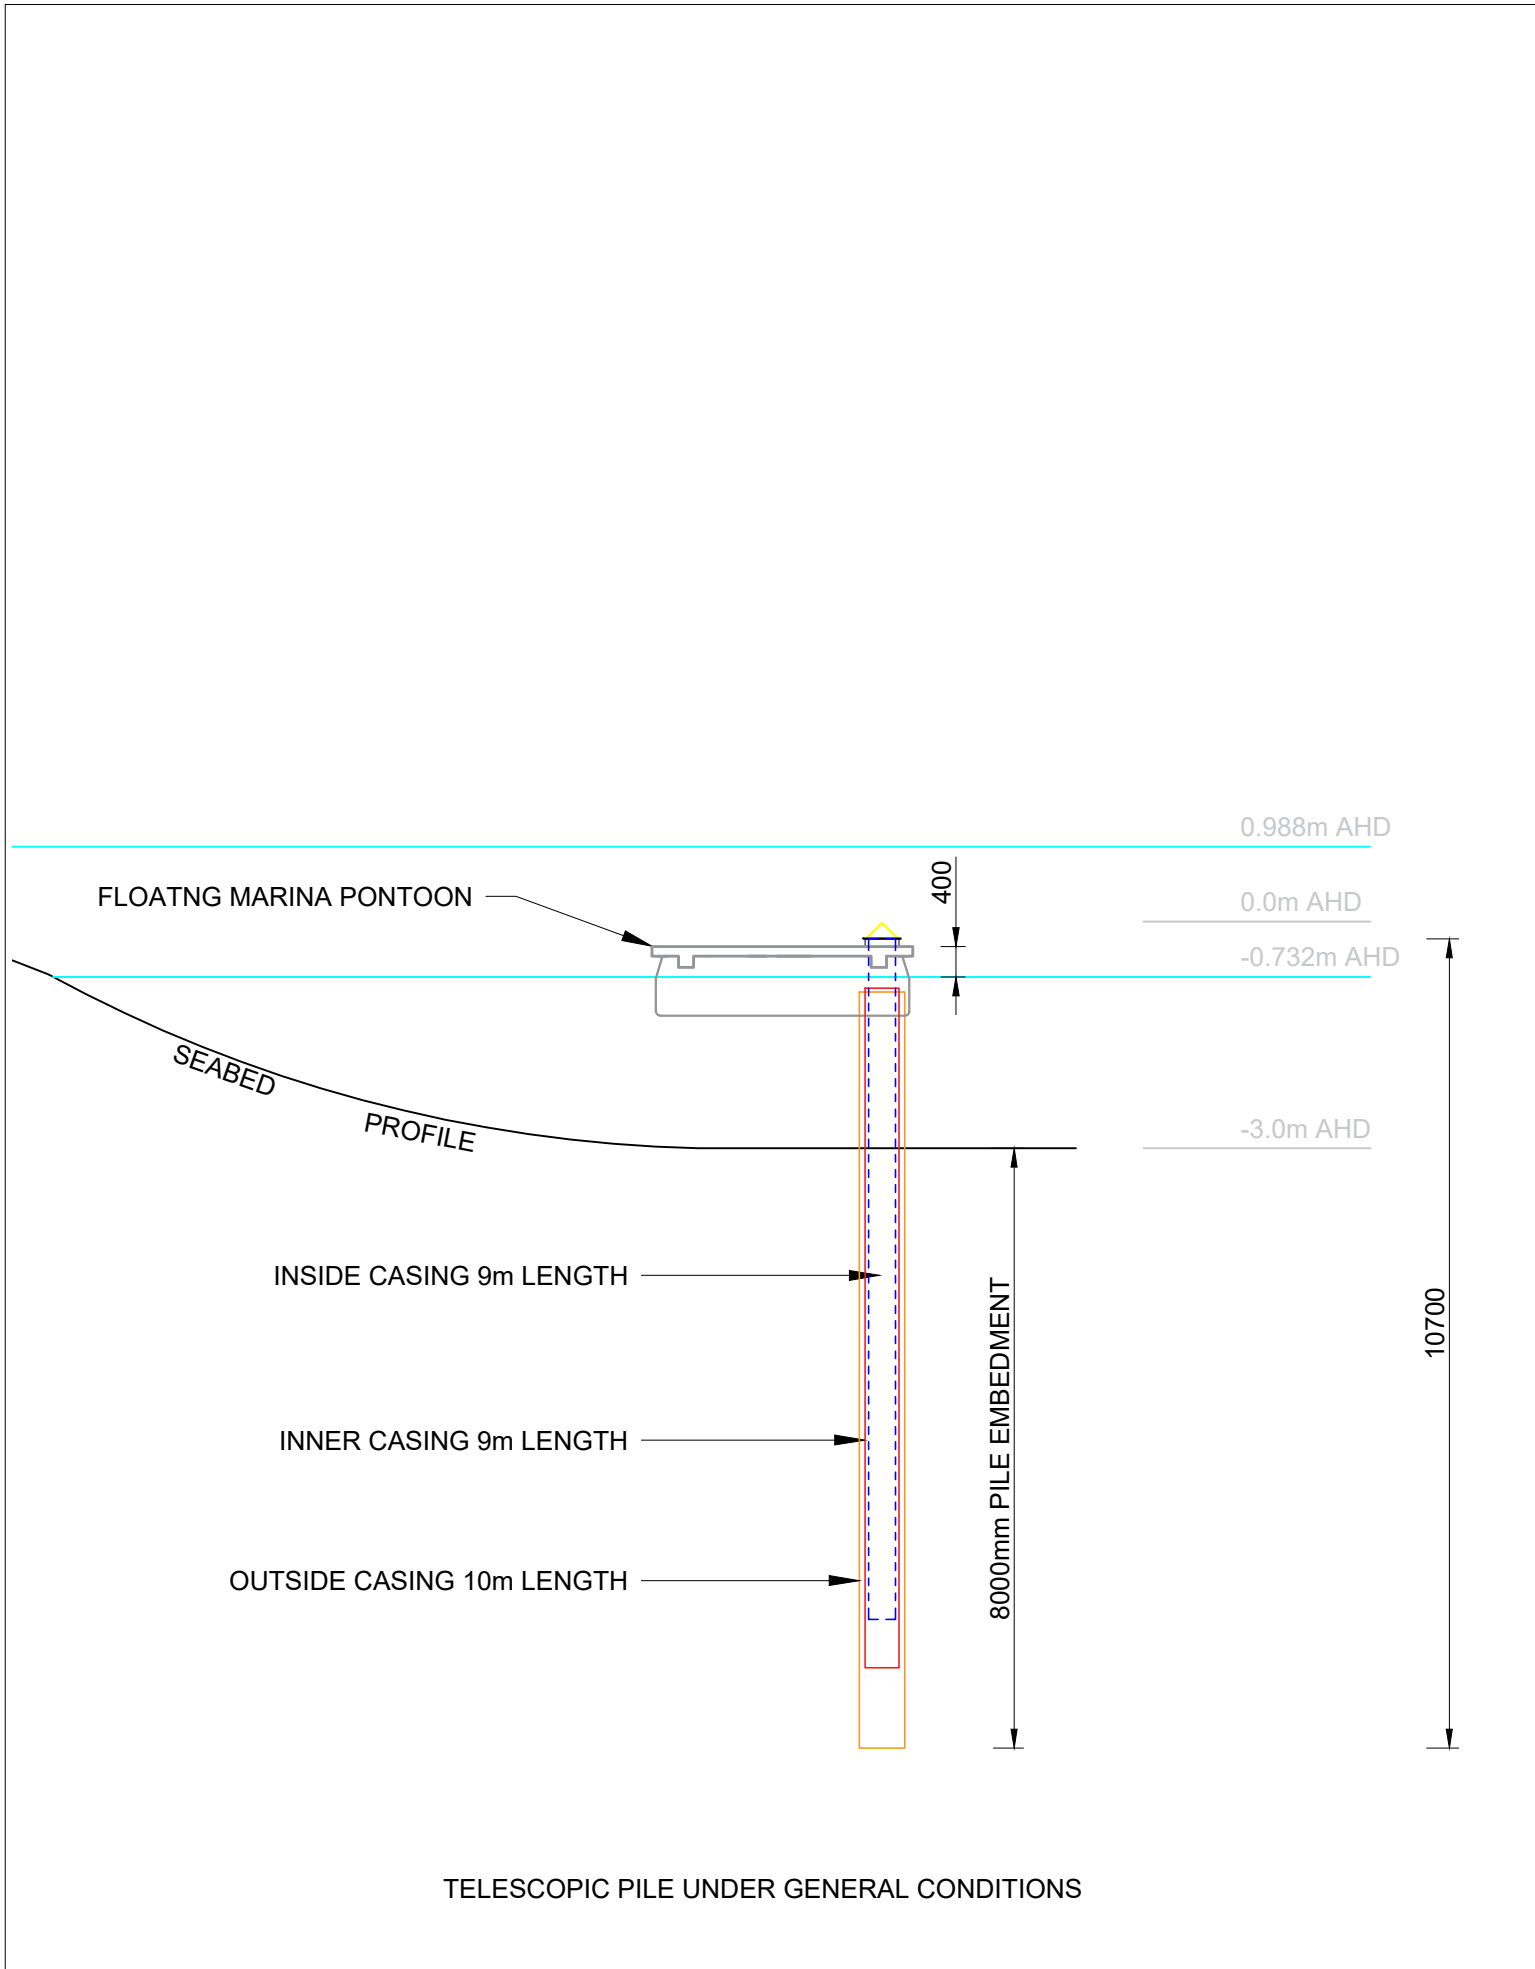 0.988m AHD
400
FLOATNG MARINA PONTOON
0.0m AHD
-0.732m AHD
SEABED
PROFILE
-3.0m AHD
INSIDE CASING 9m LENGTH
10700
INNER CASING 9m LENGTH
8000mm PILE EMBEDMENT
OUTSIDE CASING 10m LENGTH
TELESCOPIC PILE UNDER GENERAL CONDITIONS